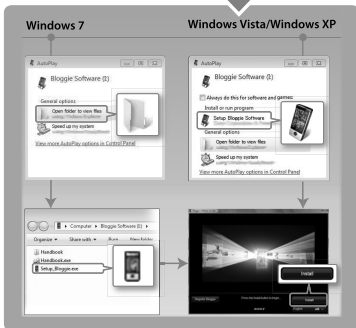 Windows 7
AutoPlay
Bloggie Software (I:)
General options
Open folder to view files
Speed up my system
View more AutoPlay options in Control Panel
Computer ▸ Bloggie Software (I:) ▸
Organize ▾ Share with ▾ Burn New folder
Handbook
Handbook.exe
Setup_Bloggie.exe
Windows Vista/Windows XP
AutoPlay
Bloggie Software (I:)
Always do this for software and games:
Install or run program
Setup Bloggie Software
General options
Open folder to view files
Speed up my system
View more AutoPlay options in Control Panel
Install
Install
SONY